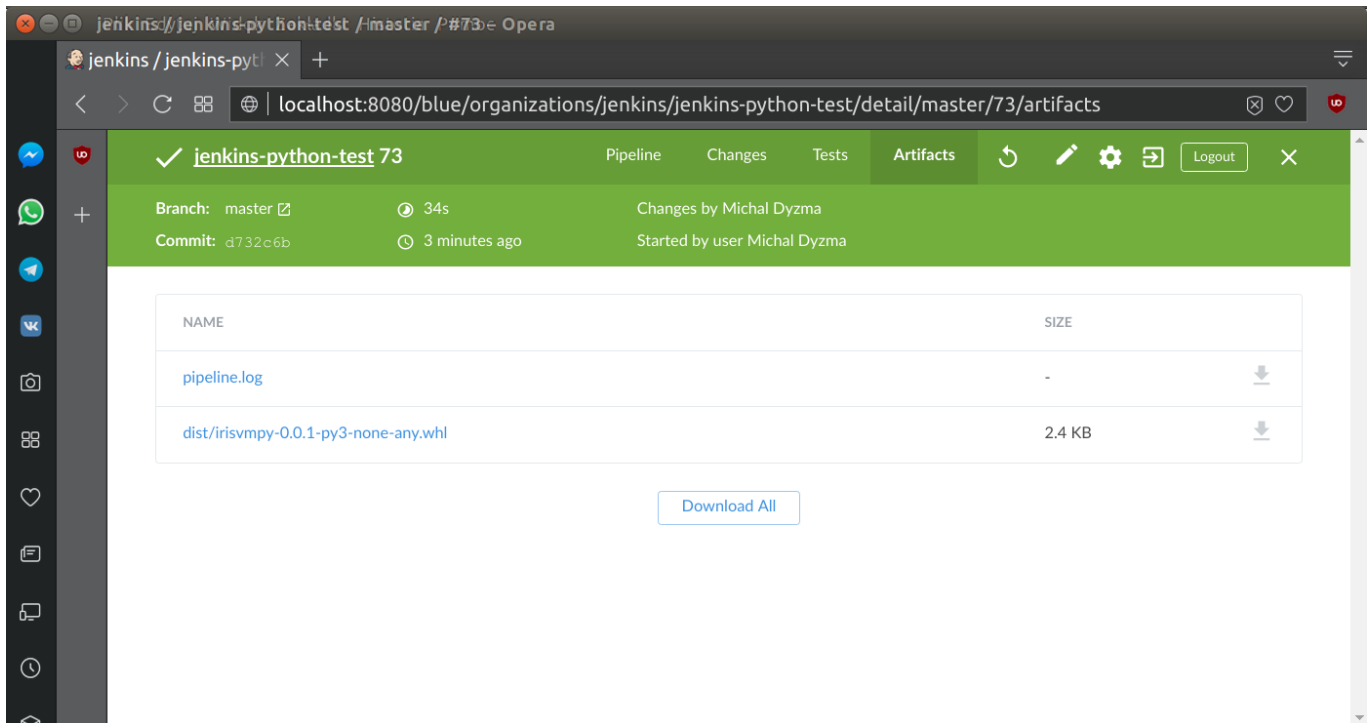 jenkins / jenkins-python-test / master / #73 - Opera
jenkins / jenkins-pyt
localhost:8080/blue/organizations/jenkins/jenkins-python-test/detail/master/73/artifacts
jenkins-python-test 73 Pipeline Changes Tests Artifacts Logout
Branch: master 34s Changes by Michal Dyzma
Commit: d732c6b 3 minutes ago Started by user Michal Dyzma
NAME SIZE
pipeline.log -
dist/irisvmpy-0.0.1-py3-none-any.whl 2.4 KB
Download All